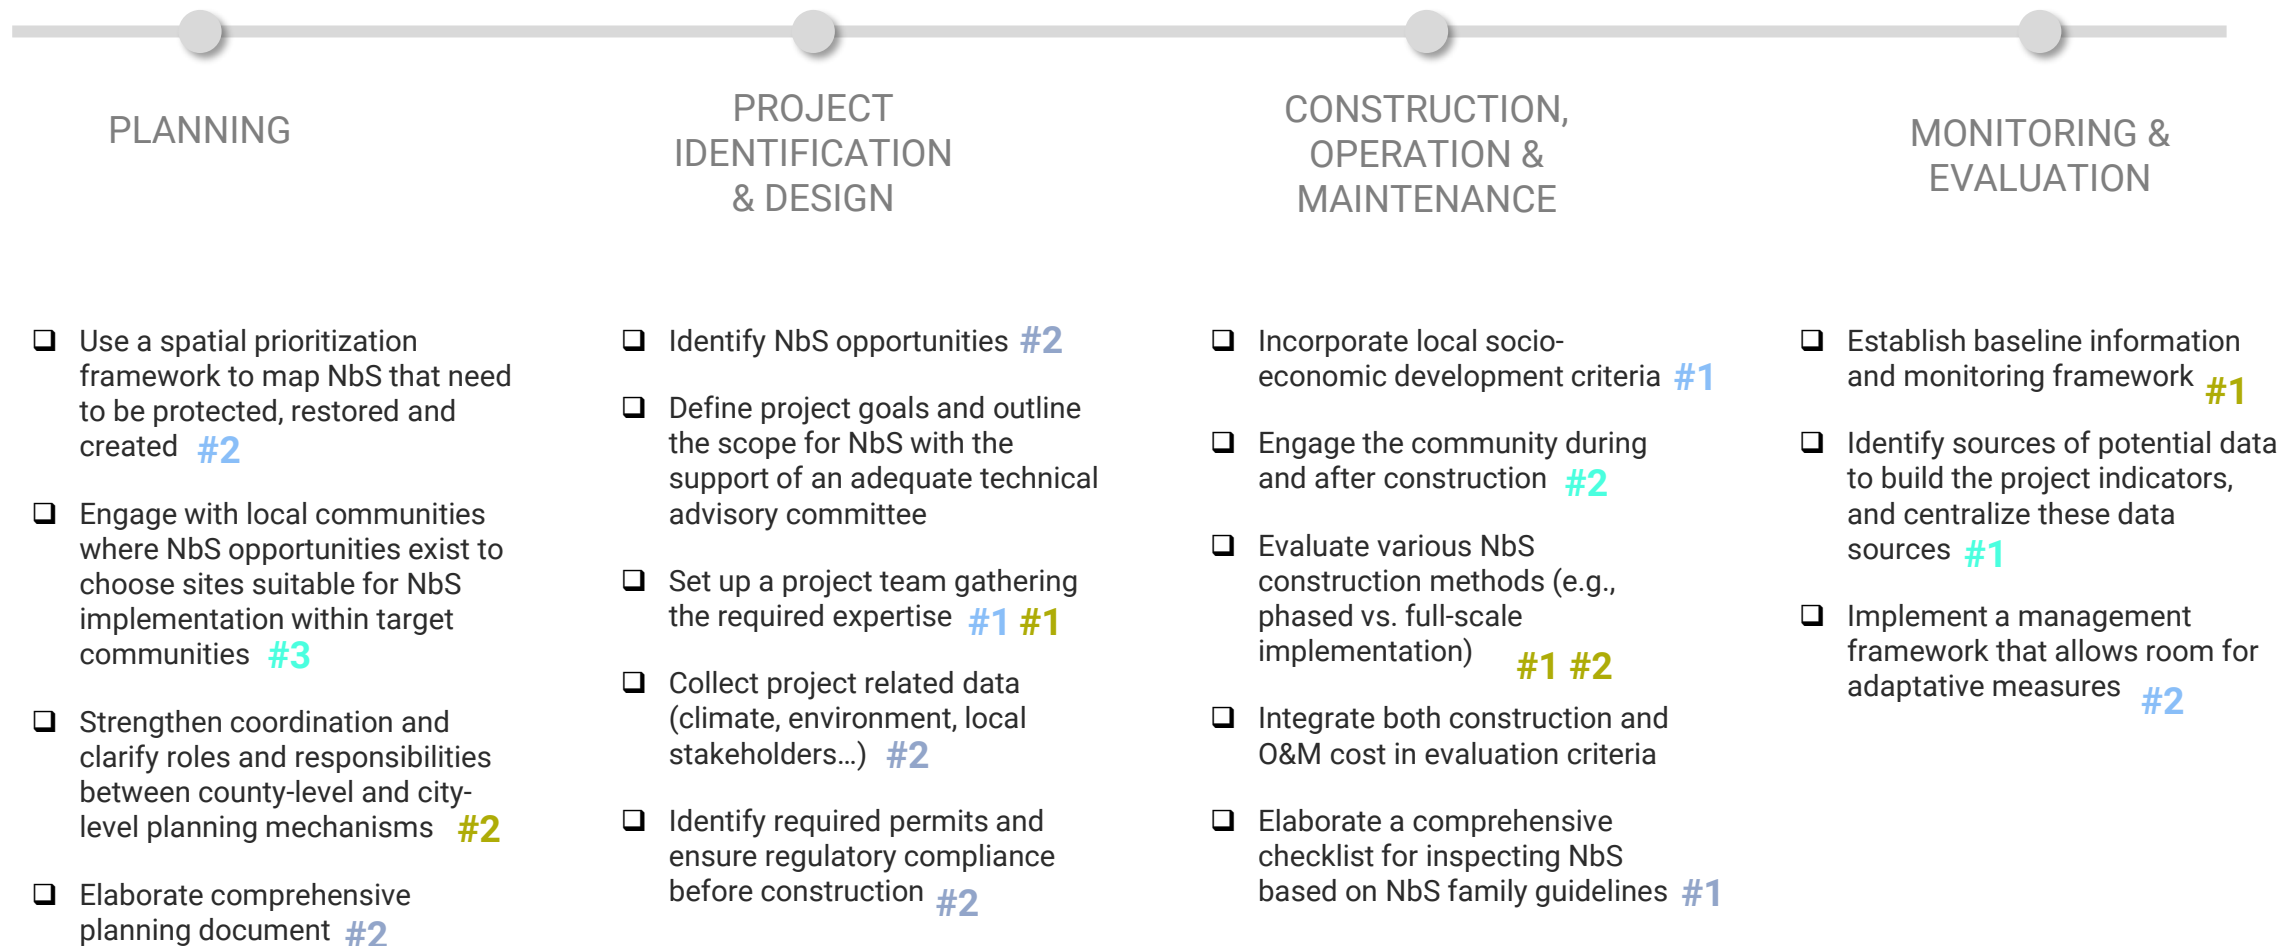 PLANNING
PROJECT
IDENTIFICATION
& DESIGN
CONSTRUCTION,
OPERATION &
MAINTENANCE
MONITORING &
EVALUATION
Use a spatial prioritization
framework to map NbS that need
to be protected, restored and
created #2
Engage with local communities
where NbS opportunities exist to
choose sites suitable for NbS
implementation within target
communities #3
Strengthen coordination and
clarify roles and responsibilities
between county-level and city-
level planning mechanisms #2
Elaborate comprehensive
planning document #2
Identify NbS opportunities #2
Define project goals and outline
the scope for NbS with the
support of an adequate technical
advisory committee
Set up a project team gathering
the required expertise #1 #1
Collect project related data
(climate, environment, local
stakeholders…) #2
Identify required permits and
ensure regulatory compliance
before construction #2
Incorporate local socio-
economic development criteria #1
Engage the community during
and after construction #2
Evaluate various NbS
construction methods (e.g.,
phased vs. full-scale
implementation) #1 #2
Integrate both construction and
O&M cost in evaluation criteria
Elaborate a comprehensive
checklist for inspecting NbS
based on NbS family guidelines #1
Establish baseline information
and monitoring framework #1
Identify sources of potential data
to build the project indicators,
and centralize these data
sources #1
Implement a management
framework that allows room for
adaptative measures #2